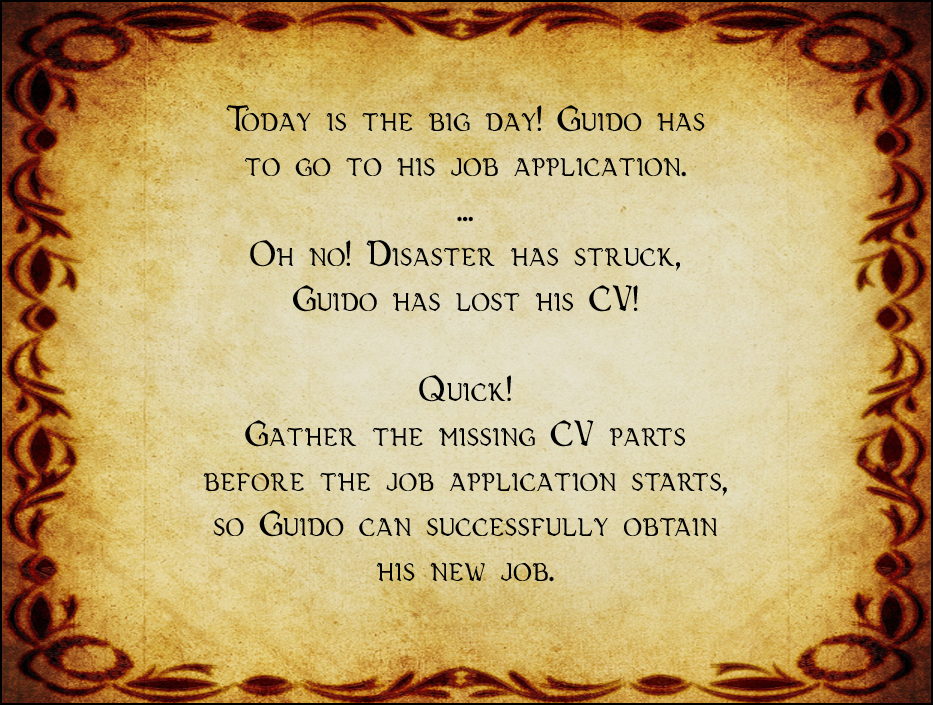 Today is the big day! Guido has
to go to his job application.
...
Oh no! Disaster has struck,
Guido has lost his CV!
Quick!
Gather the missing CV parts
before the job application starts,
so Guido can successfully obtain
his new job.